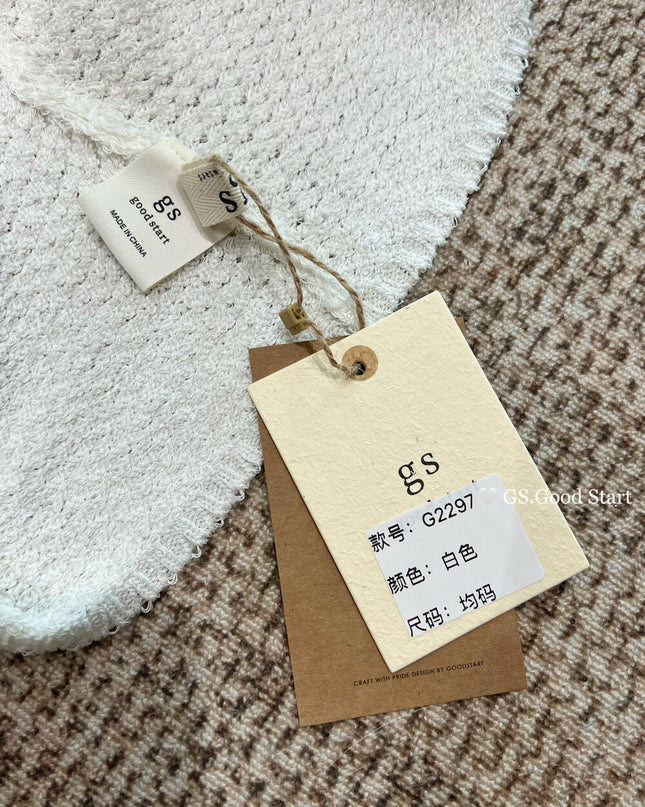 gs
good start
MADE IN CHINA
gs
GS.Good Start
款号：G2297
颜色：白色
尺码：均码
CRAFT WITH PRIDE DESIGN BY GOODSTART